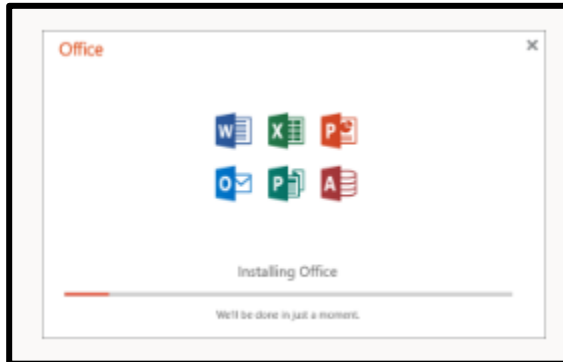 Office
W X P
O P A
Installing Office
We'll be done in just a moment.